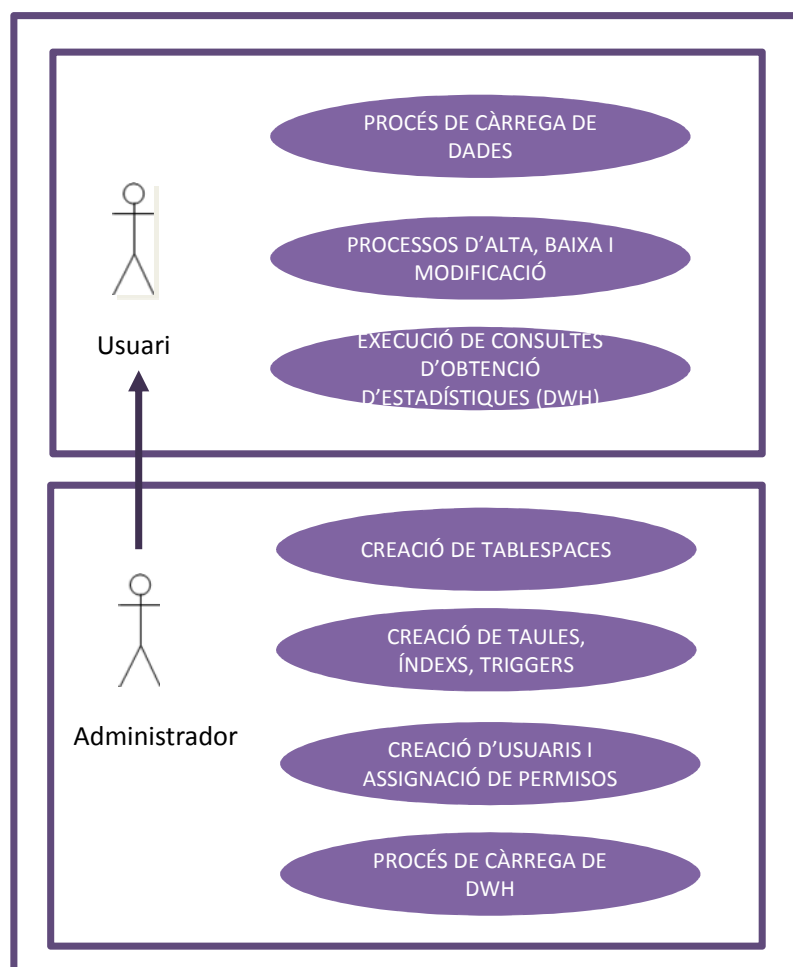 PROCÉS DE CÀRREGA DE
DADES
PROCESSOS D'ALTA, BAIXA I
MODIFICACIÓ
Usuari
EXECUCIÓ DE CONSULTES
D'OBTENCIÓ
D'ESTADÍSTIQUES (DWH)
CREACIÓ DE TABLESPACES
CREACIÓ DE TAULES,
ÍNDEXS, TRIGGERS
Administrador
CREACIÓ D'USUARIS I
ASSIGNACIÓ DE PERMISOS
PROCÉS DE CÀRREGA DE
DWH